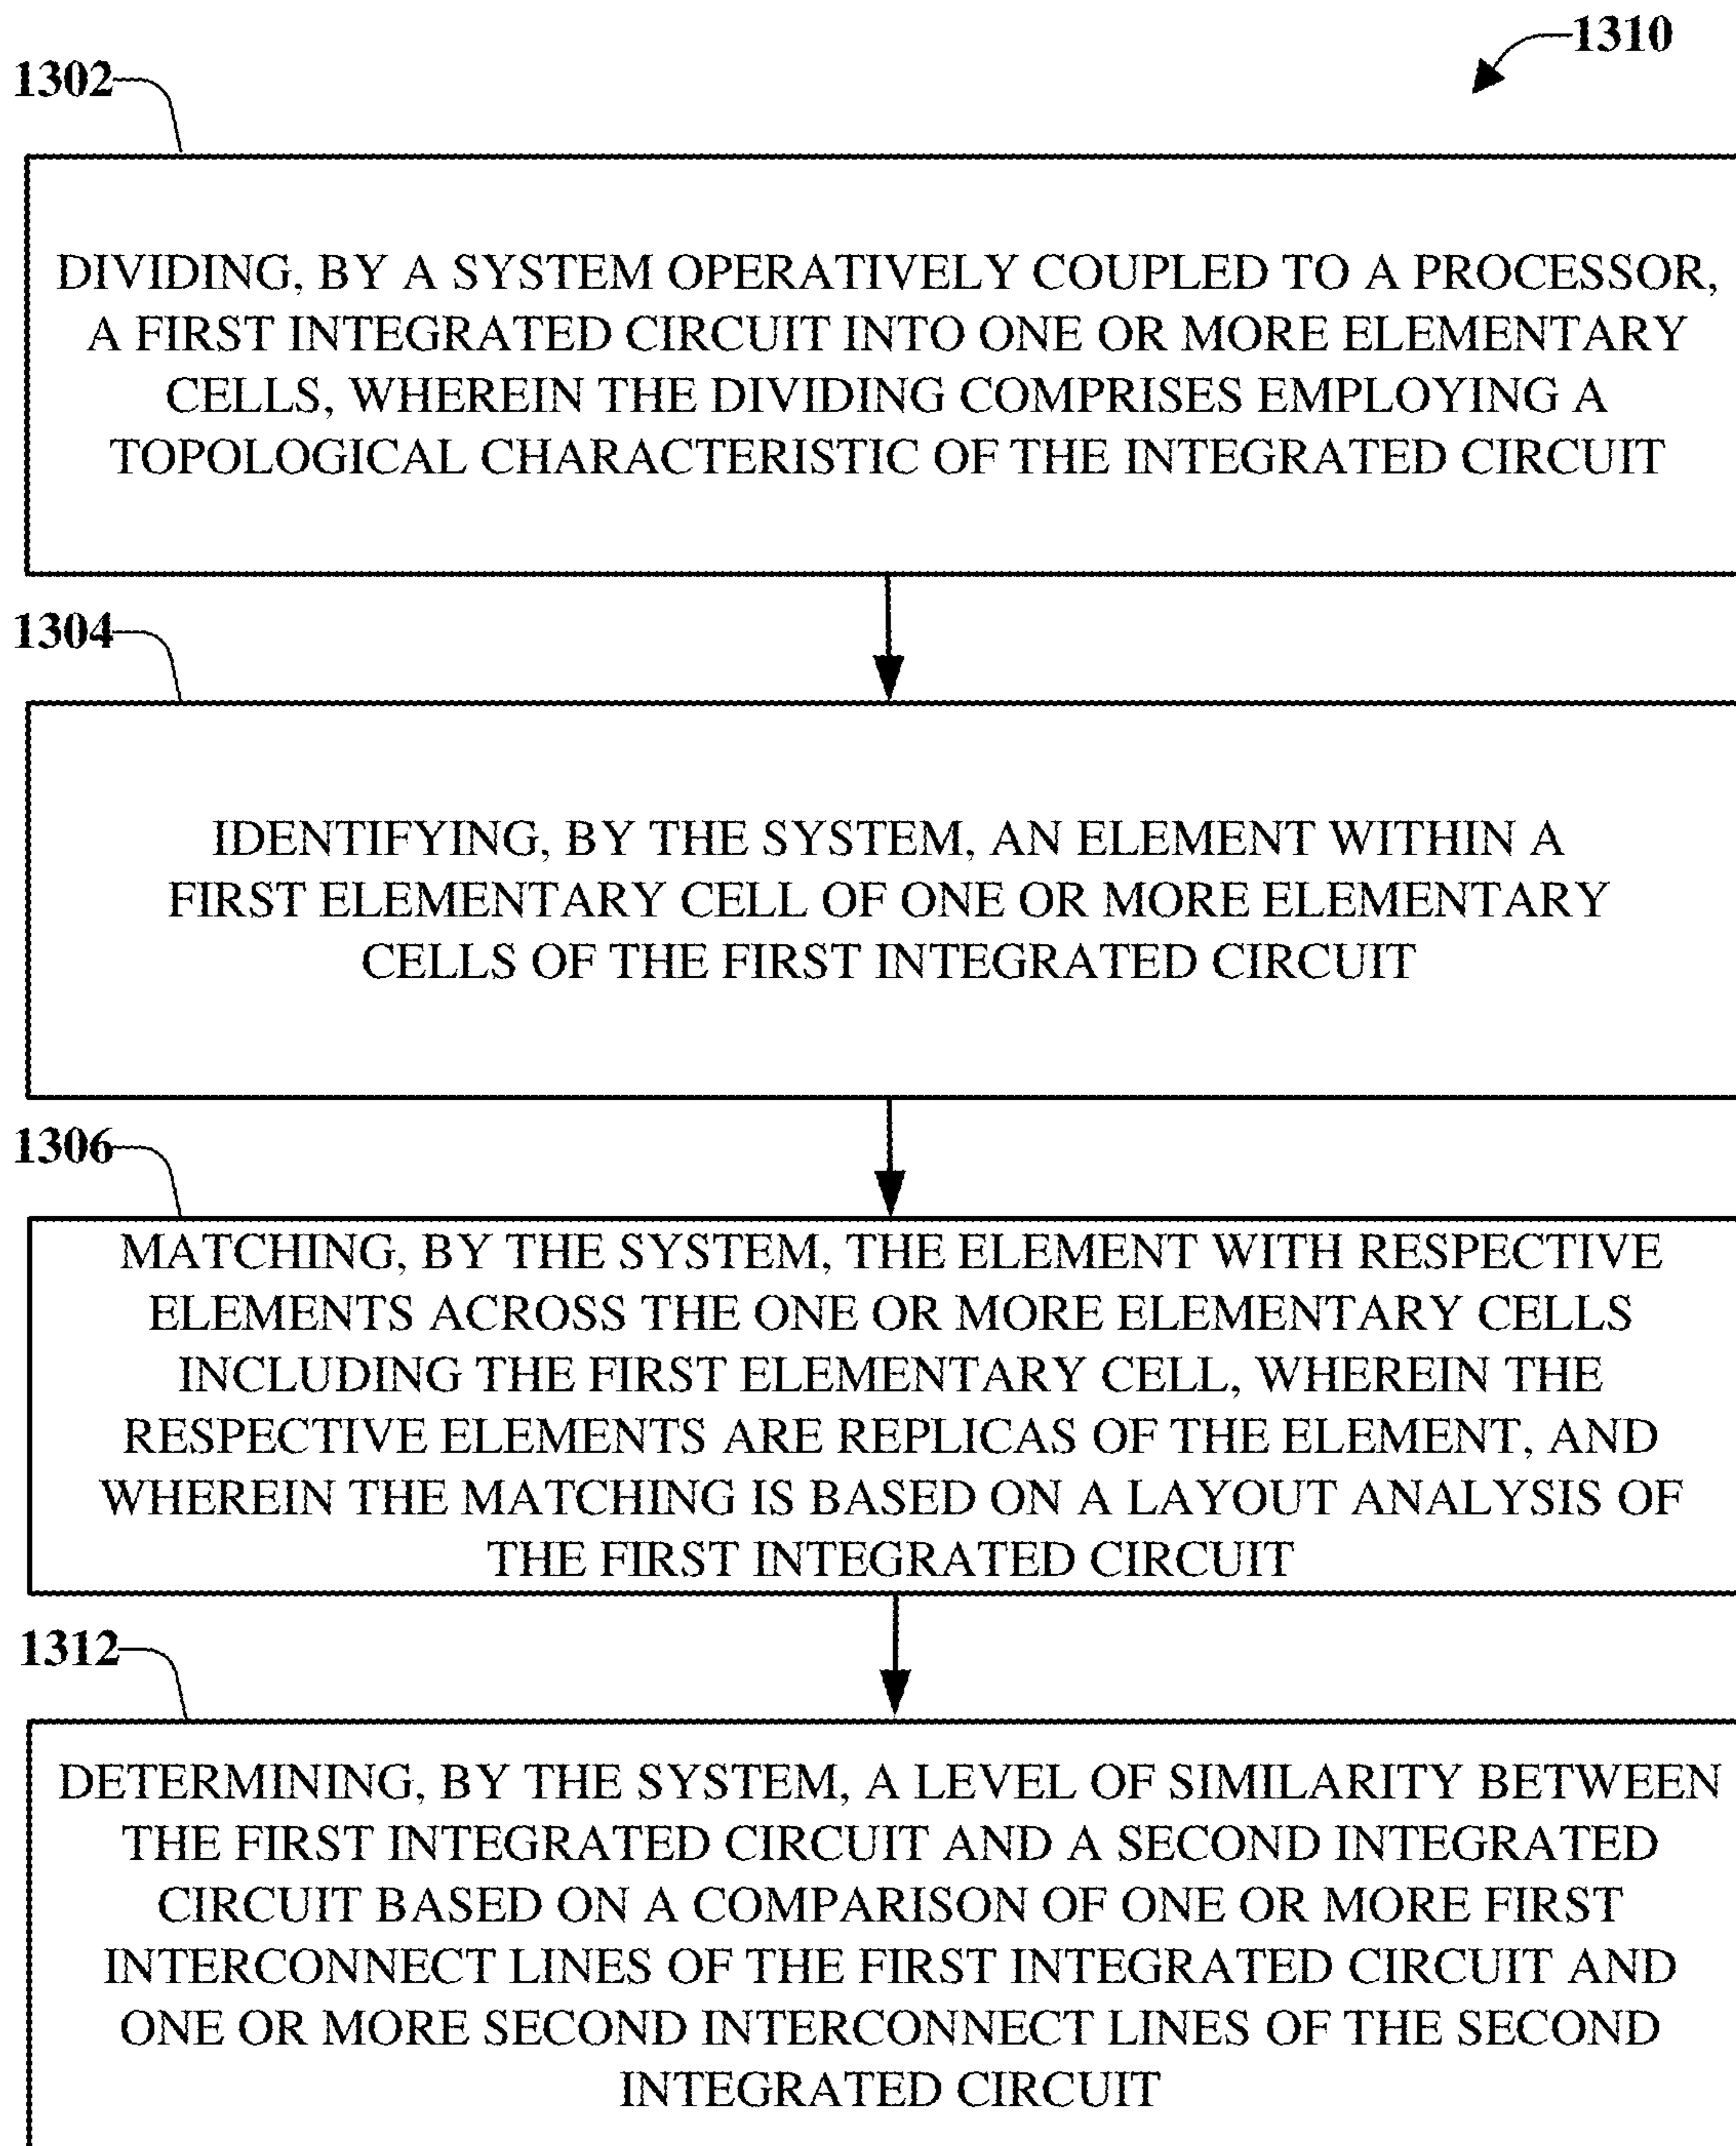 1310
1302
DIVIDING, BY A SYSTEM OPERATIVELY COUPLED TO A PROCESSOR,
A FIRST INTEGRATED CIRCUIT INTO ONE OR MORE ELEMENTARY
CELLS, WHEREIN THE DIVIDING COMPRISES EMPLOYING A
TOPOLOGICAL CHARACTERISTIC OF THE INTEGRATED CIRCUIT
1304
IDENTIFYING, BY THE SYSTEM, AN ELEMENT WITHIN A
FIRST ELEMENTARY CELL OF ONE OR MORE ELEMENTARY
CELLS OF THE FIRST INTEGRATED CIRCUIT
1306
MATCHING, BY THE SYSTEM, THE ELEMENT WITH RESPECTIVE
ELEMENTS ACROSS THE ONE OR MORE ELEMENTARY CELLS
INCLUDING THE FIRST ELEMENTARY CELL, WHEREIN THE
RESPECTIVE ELEMENTS ARE REPLICAS OF THE ELEMENT, AND
WHEREIN THE MATCHING IS BASED ON A LAYOUT ANALYSIS OF
THE FIRST INTEGRATED CIRCUIT
1312
DETERMINING, BY THE SYSTEM, A LEVEL OF SIMILARITY BETWEEN
THE FIRST INTEGRATED CIRCUIT AND A SECOND INTEGRATED
CIRCUIT BASED ON A COMPARISON OF ONE OR MORE FIRST
INTERCONNECT LINES OF THE FIRST INTEGRATED CIRCUIT AND
ONE OR MORE SECOND INTERCONNECT LINES OF THE SECOND
INTEGRATED CIRCUIT